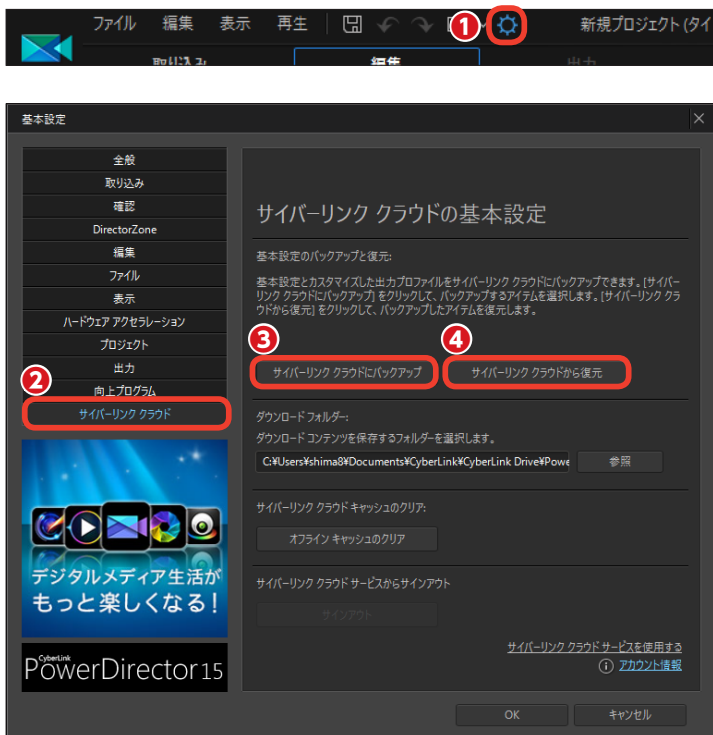 ファイル 編集 表示 再生 ① 新規プロジェクト (タイ
取り込み 編集 出力
基本設定
全般
取り込み
確認
DirectorZone
編集
ファイル
表示
ハードウェア アクセラレーション
プロジェクト
出力
向上プログラム
②
サイバーリンク クラウド
デジタルメディア生活が
もっと楽しくなる!
CyberLink
PowerDirector 15
サイバーリンク クラウドの基本設定
基本設定のバックアップと復元:
基本設定とカスタマイズした出力プロファイルをサイバーリンク クラウドにバックアップできます。[サイバー
リンク クラウドにバックアップ] をクリックして、バックアップするアイテムを選択します。[サイバーリンク クラ
ウドから復元] をクリックして、バックアップしたアイテムを復元します。
③ ④
サイバーリンク クラウドにバックアップ サイバーリンク クラウドから復元
ダウンロード フォルダー:
ダウンロード コンテンツを保存するフォルダーを選択します。
C:¥Users¥shima8¥Documents¥CyberLink¥CyberLink Drive¥Powe 参照
サイバーリンク クラウド キャッシュのクリア:
オフライン キャッシュのクリア
サイバーリンク クラウド サービスからサインアウト
サインアウト
サイバーリンク クラウド サービスを使用する
アカウント情報
OK キャンセル